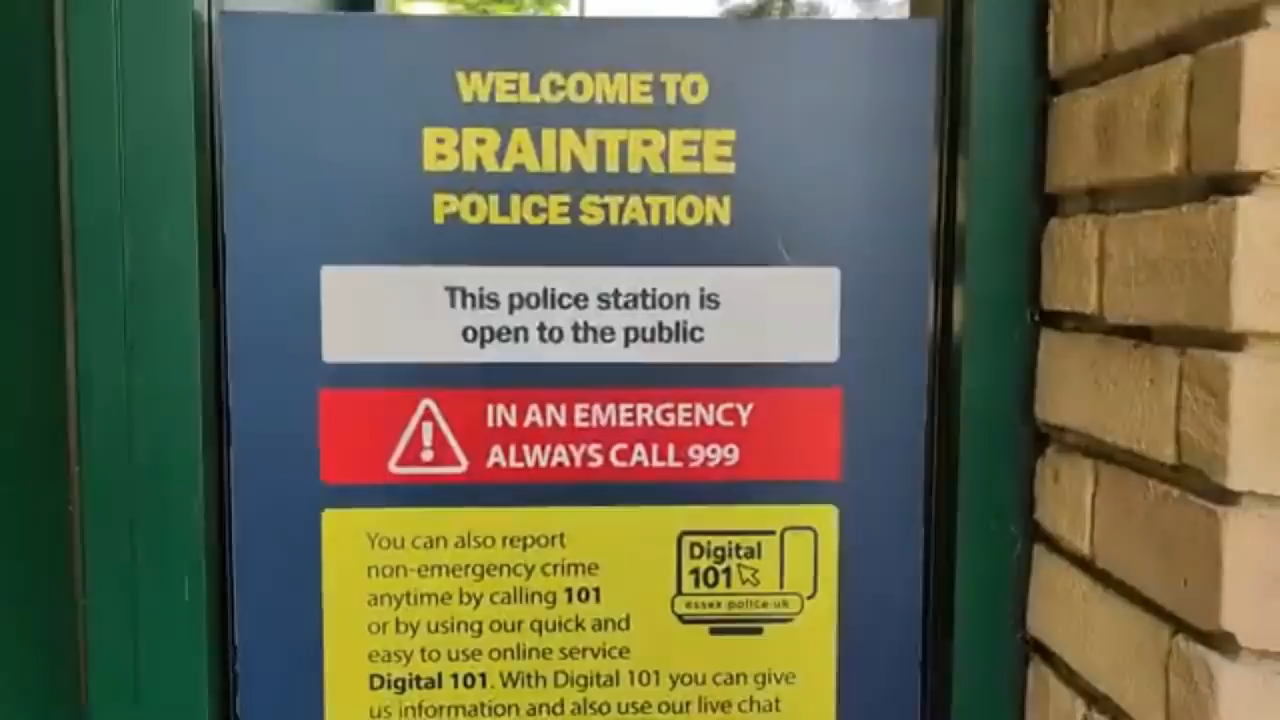 WELCOME TO
BRAINTREE
POLICE STATION
This police station is
open to the public
IN AN EMERGENCY
ALWAYS CALL 999
You can also report
non-emergency crime
anytime by calling 101
or by using our quick and
easy to use online service
Digital 101. With Digital 101 you can give
us information and also use our live chat
Digital
101
essex.police.uk